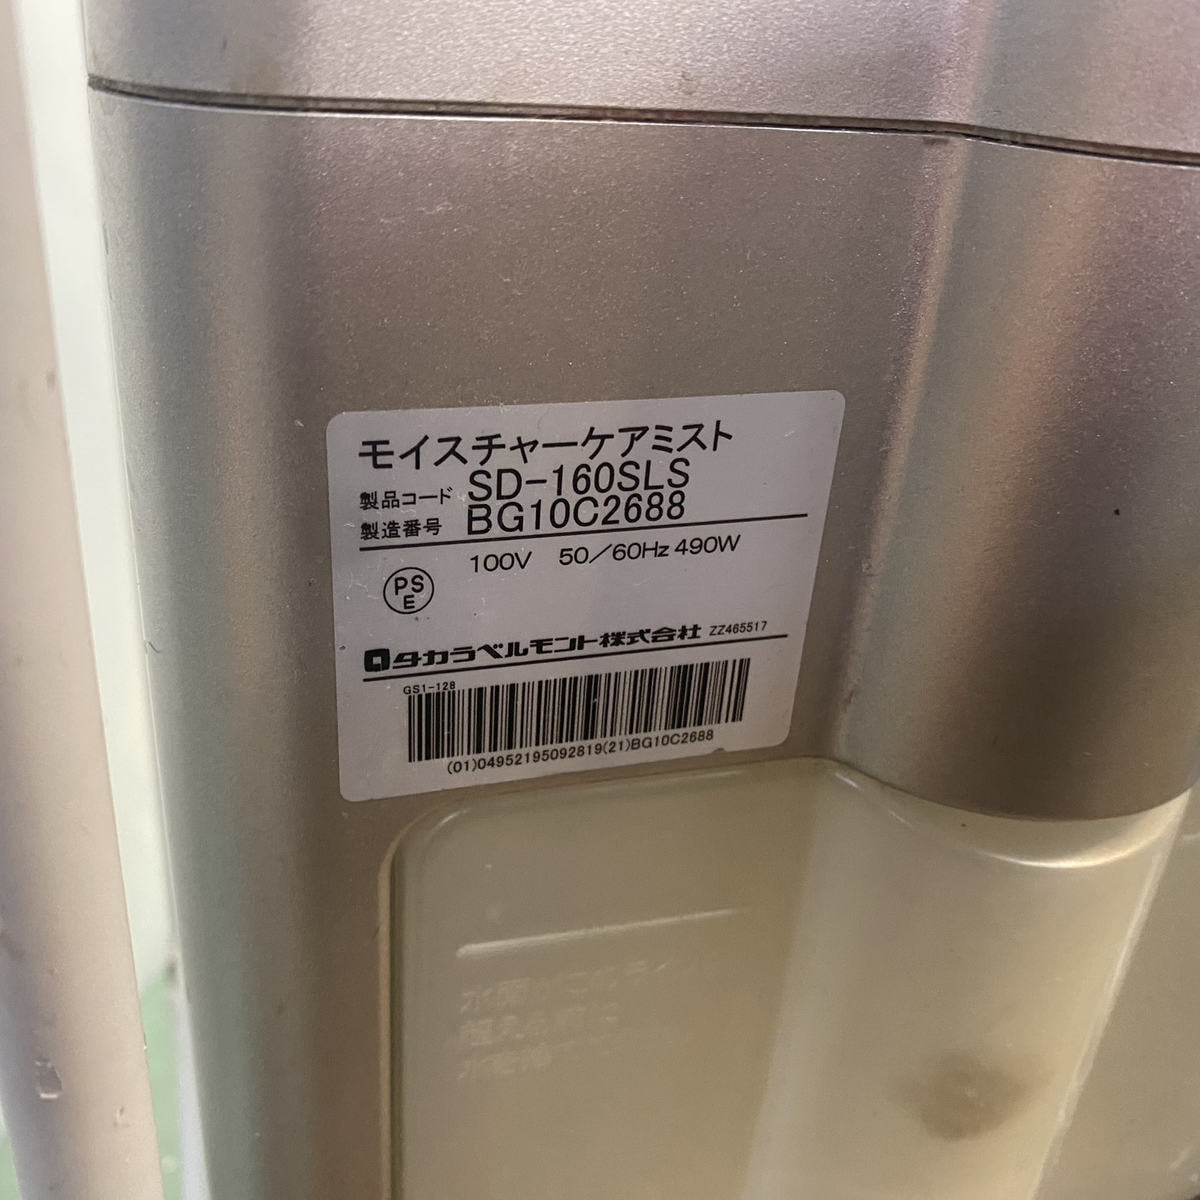 モイスチャーケアミスト
製品コード SD-160SLS
製造番号 BG10C2688
100V 50/60Hz 490W
PS
E
タカラベルモント株式会社 ZZ465517
GS1-128
(01)04952195092819(21)BG10C2688